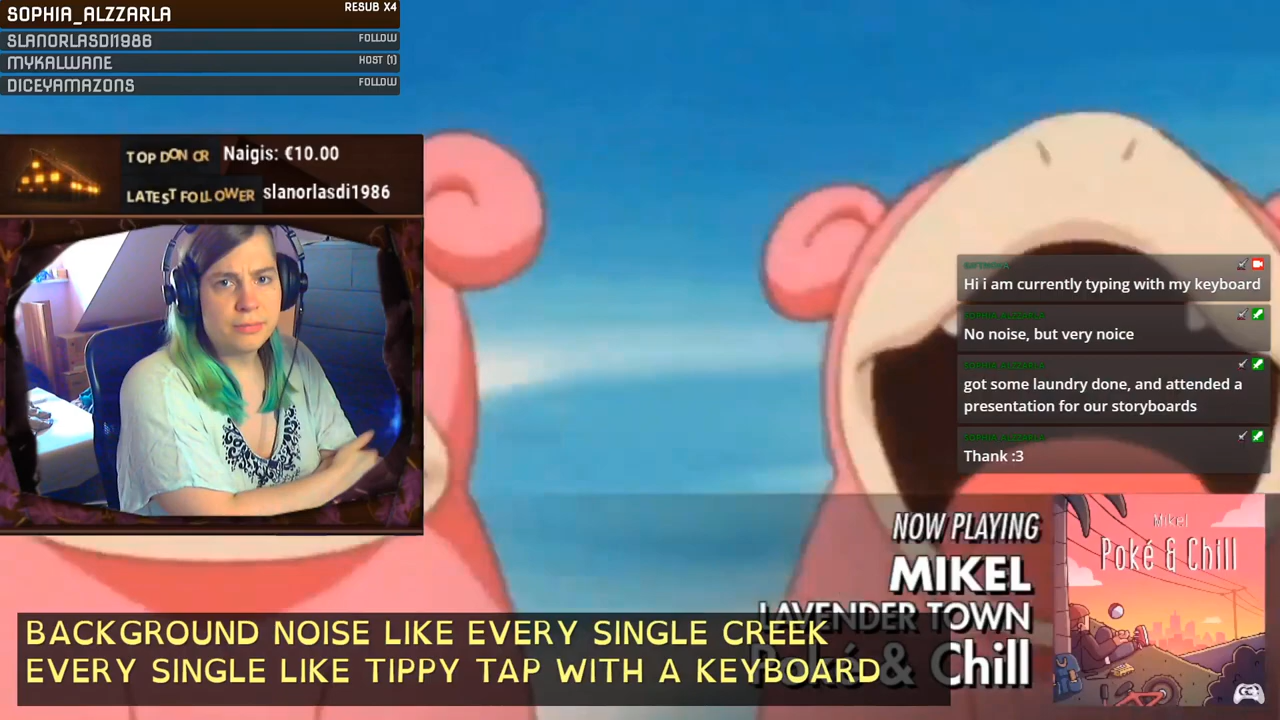 SOPHIA_ALZZARLA RESUB X4
SLANORLASDI1986 FOLLOW
MYKALWANE HOST (1)
DICEYAMAZONS FOLLOW
TOP DONOR Naigis: €10.00
LATEST FOLLOWER slanorlasdi1986
Hi i am currently typing with my keyboard
SOPHIA_ALZZARLA
No noise, but very noice
SOPHIA_ALZZARLA
got some laundry done, and attended a
presentation for our storyboards
SOPHIA_ALZZARLA
Thank :3
NOW PLAYING
MIKEL
LAVENDER TOWN
Poké & Chill
Mikel
Poké & Chill
BACKGROUND NOISE LIKE EVERY SINGLE CREEK
EVERY SINGLE LIKE TIPPY TAP WITH A KEYBOARD